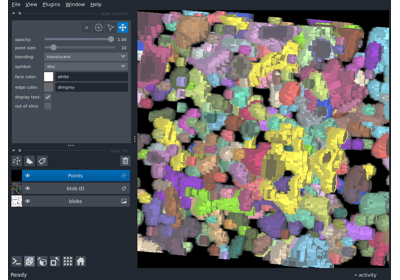 File View Plugins Window Help
opacity: 1.00
point size: 10
blending: translucent
symbol: disc
face color: white
edge color: dimgrey
display text:
out of slice:
Points
blob ID
blobs
Ready activity